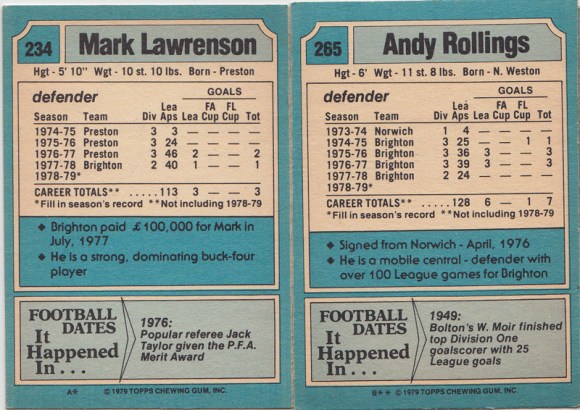 234 Mark Lawrenson
Hgt - 5' 10" Wgt - 10 st. 10 lbs. Born - Preston
defender GOALS
Lea FA FL
Season Team Div Aps Lea Cup Cup Tot
1974-75 Preston 3 3 — — — —
1975-76 Preston 3 24 — — — —
1976-77 Preston 3 46 2 — — 2
1977-78 Brighton 2 40 1 — — 1
1978-79*
CAREER TOTALS** .....113 3 — — 3
*Fill in season's record **Not including 1978-79
◆ Brighton paid £100,000 for Mark in
July, 1977
◆ He is a strong, dominating buck-four
player
FOOTBALL
DATES
It
Happened
In . . .
1976:
Popular referee Jack
Taylor given the P.F.A.
Merit Award
A* © 1979 TOPPS CHEWING GUM, INC.
265 Andy Rollings
Hgt - 6' Wgt - 11 st. 8 lbs. Born - N. Weston
defender GOALS
Lea FA FL
Season Team Div Aps Lea Cup Cup Tot
1973-74 Norwich 1 4 — — — —
1974-75 Brighton 3 25 — — 1 1
1975-76 Brighton 3 36 3 — — 3
1976-77 Brighton 3 39 3 — — 3
1977-78 Brighton 2 24 — — — —
1978-79*
CAREER TOTALS** .....128 6 — 1 7
*Fill in season's record **Not including 1978-79
◆ Signed from Norwich - April, 1976
◆ He is a mobile central - defender with
over 100 League games for Brighton
FOOTBALL
DATES
It
Happened
In . . .
1949:
Bolton's W. Moir finished
top Division One
goalscorer with 25
League goals
B** © 1979 TOPPS CHEWING GUM, INC.